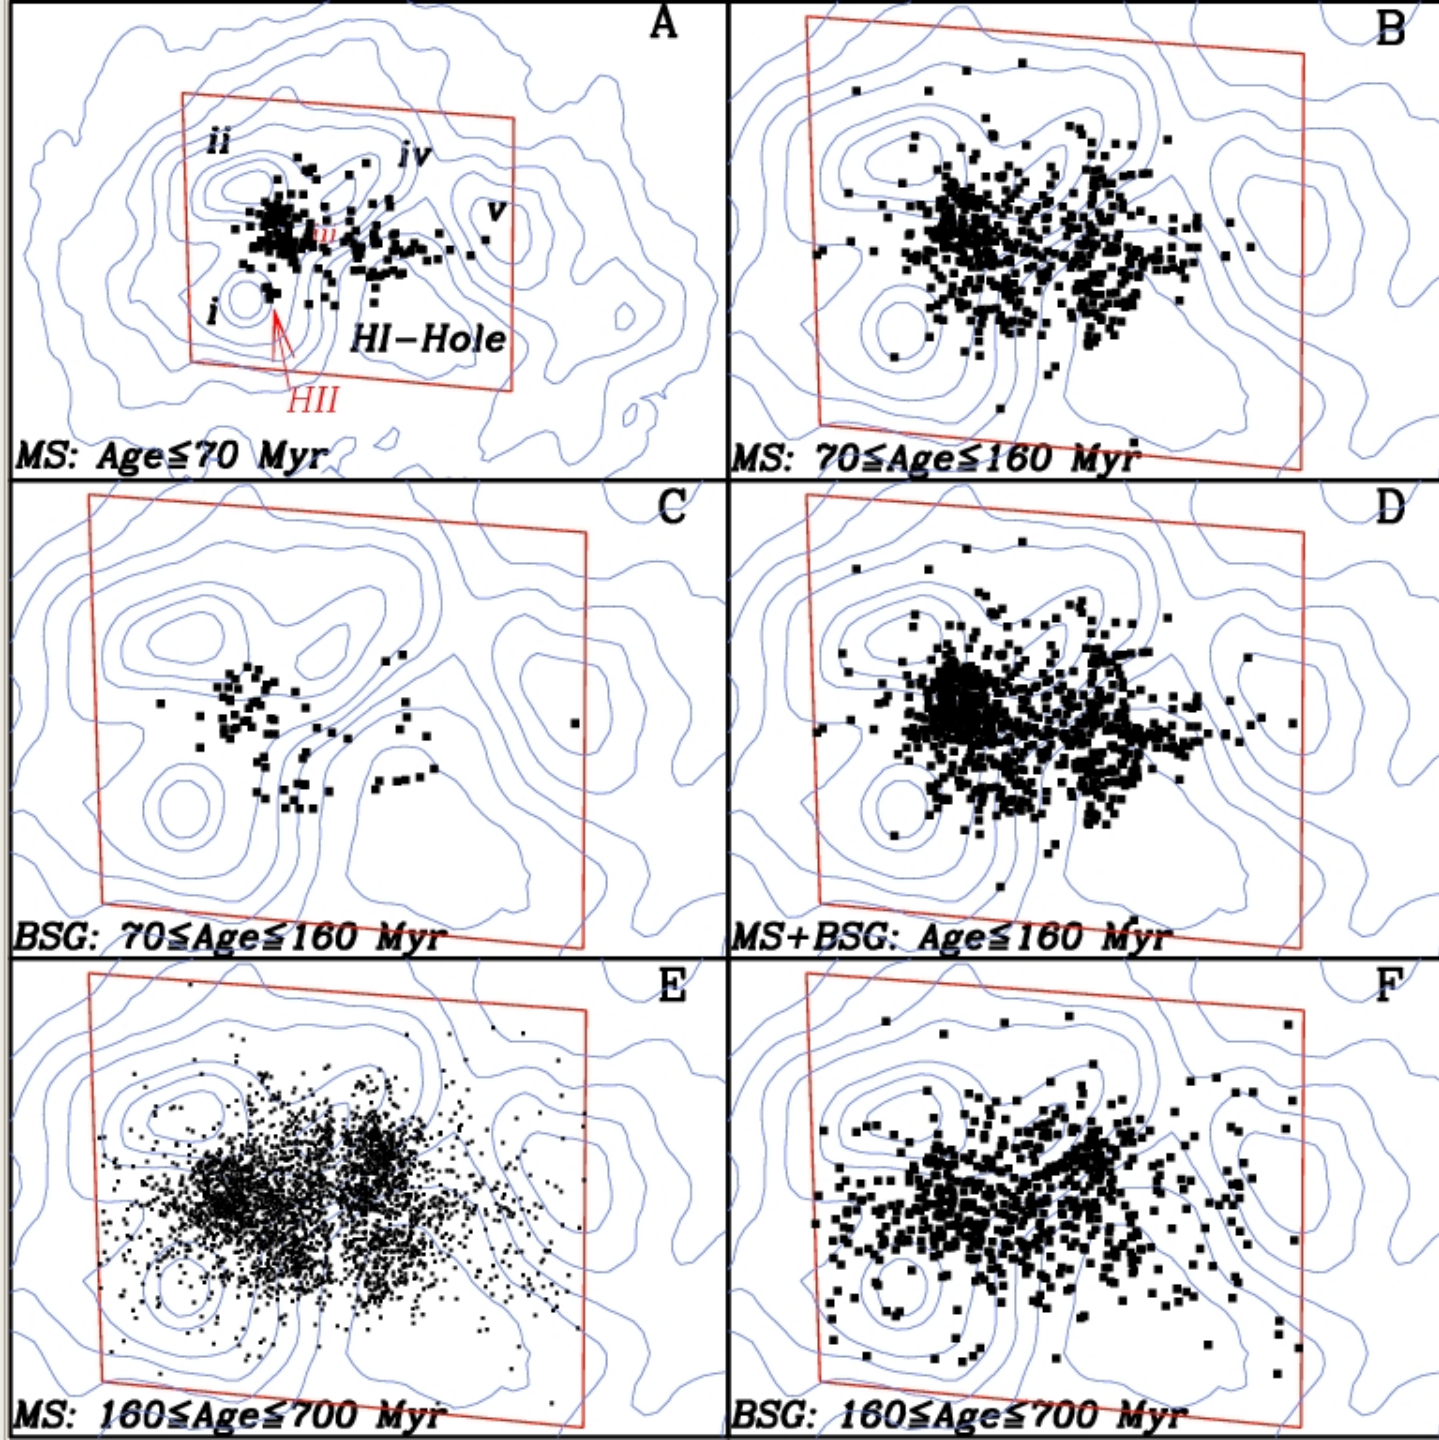 A
ii
iv
v
iii
i
HI-Hole
HII
MS: Age≤70 Myr
B
MS: 70≤Age≤160 Myr
C
BSG: 70≤Age≤160 Myr
D
MS+BSG: Age≤160 Myr
E
MS: 160≤Age≤700 Myr
F
BSG: 160≤Age≤700 Myr